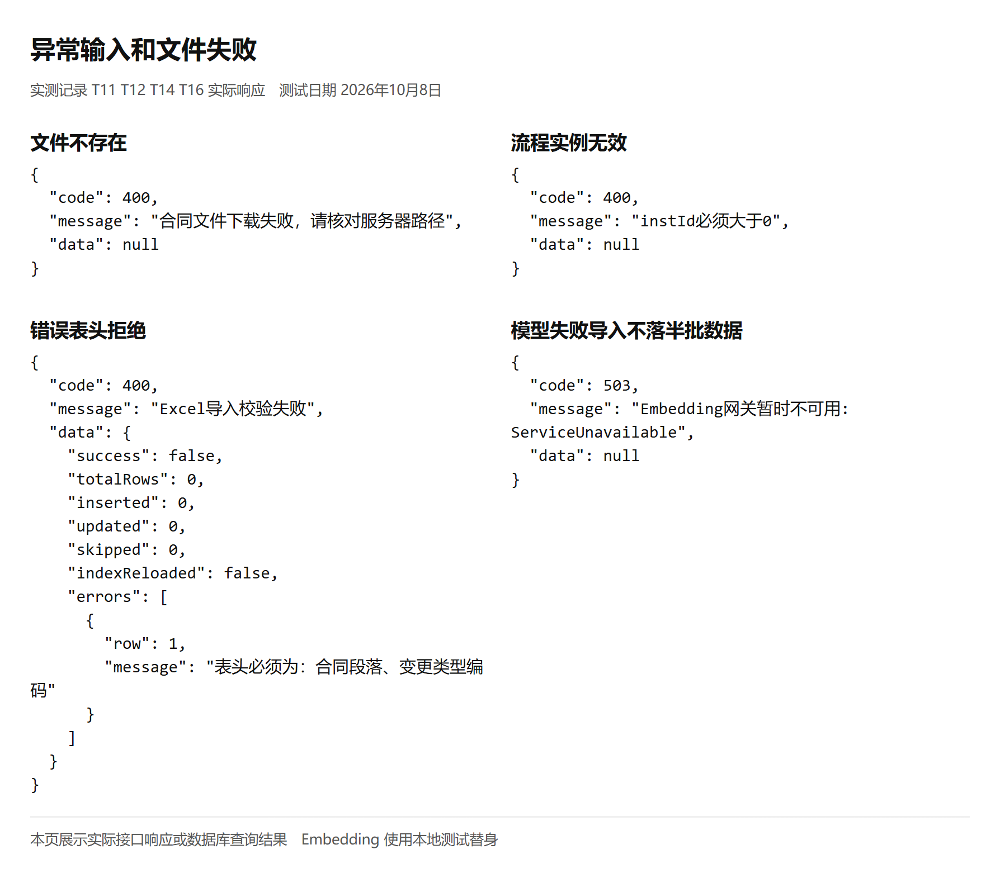 异常输入和文件失败
实测记录 T11 T12 T14 T16 实际响应 测试日期 2026年10月8日
文件不存在
{
  "code": 400,
  "message": "合同文件下载失败，请核对服务器路径",
  "data": null
}
流程实例无效
{
  "code": 400,
  "message": "instId必须大于0",
  "data": null
}
错误表头拒绝
{
  "code": 400,
  "message": "Excel导入校验失败",
  "data": {
    "success": false,
    "totalRows": 0,
    "inserted": 0,
    "updated": 0,
    "skipped": 0,
    "indexReloaded": false,
    "errors": [
      {
        "row": 1,
        "message": "表头必须为：合同段落、变更类型编
码"
      }
    ]
  }
}
模型失败导入不落半批数据
{
  "code": 503,
  "message": "Embedding网关暂时不可用：
ServiceUnavailable",
  "data": null
}
本页展示实际接口响应或数据库查询结果 Embedding 使用本地测试替身